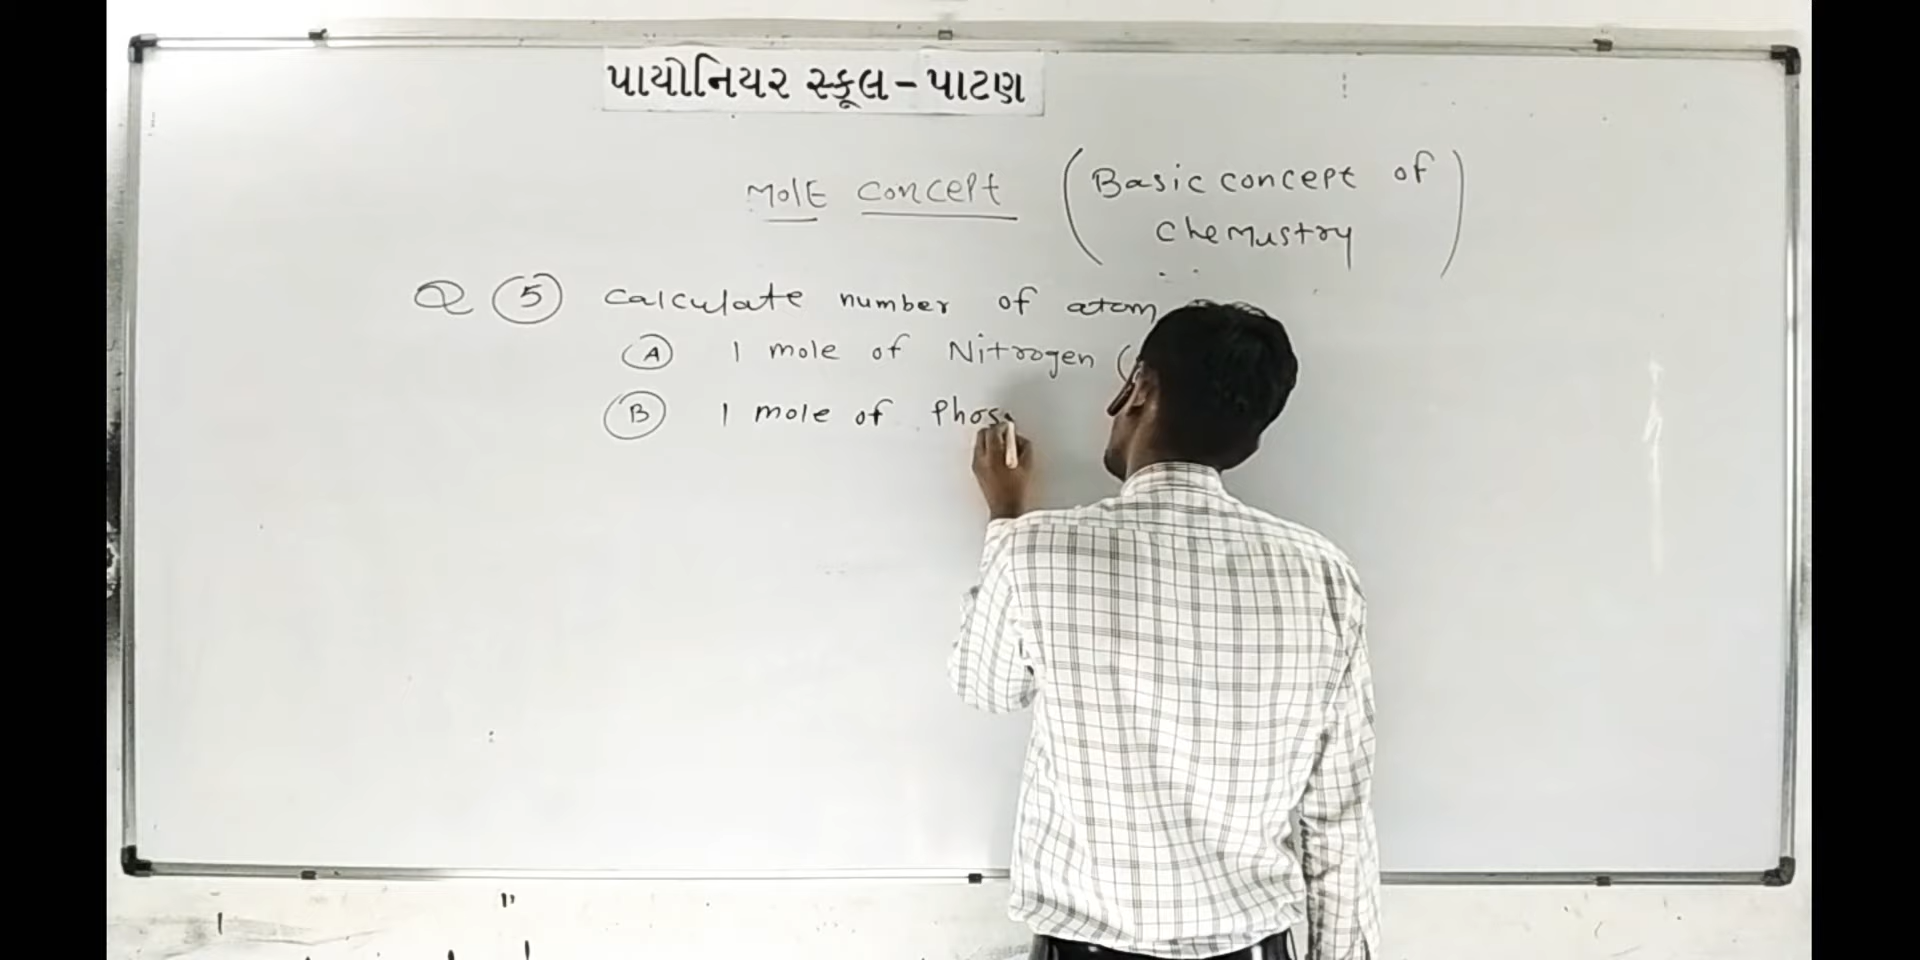 પાયોનિયર સ્કૂલ - પાટણ
MolE concept (Basic concept of
chemustry)
Q 5 calculate number of atom
A 1 mole of Nitrogen (
B 1 mole of Phos